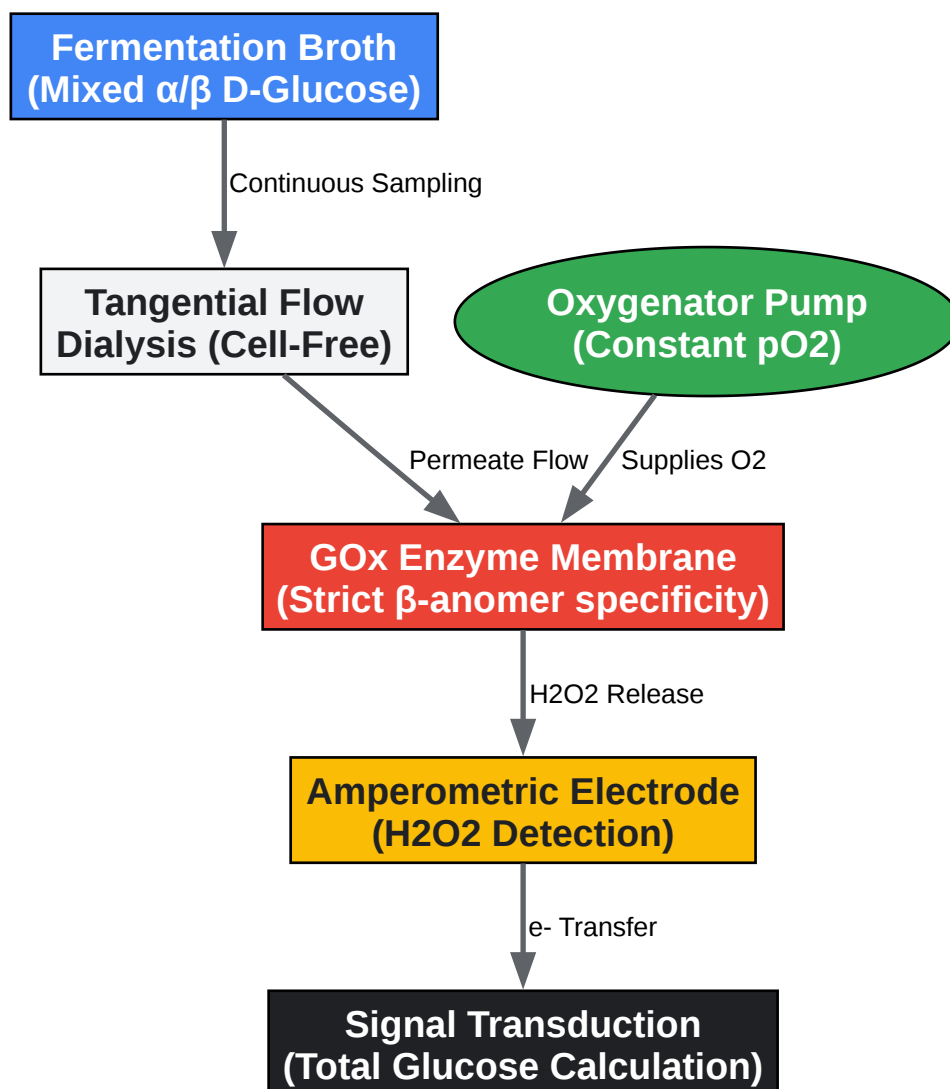 Fermentation Broth
(Mixed α/β D-Glucose)
Continuous Sampling
Tangential Flow
Dialysis (Cell-Free)
Oxygenator Pump
(Constant pO2)
Permeate Flow
Supplies O2
GOx Enzyme Membrane
(Strict β-anomer specificity)
H2O2 Release
Amperometric Electrode
(H2O2 Detection)
e- Transfer
Signal Transduction
(Total Glucose Calculation)